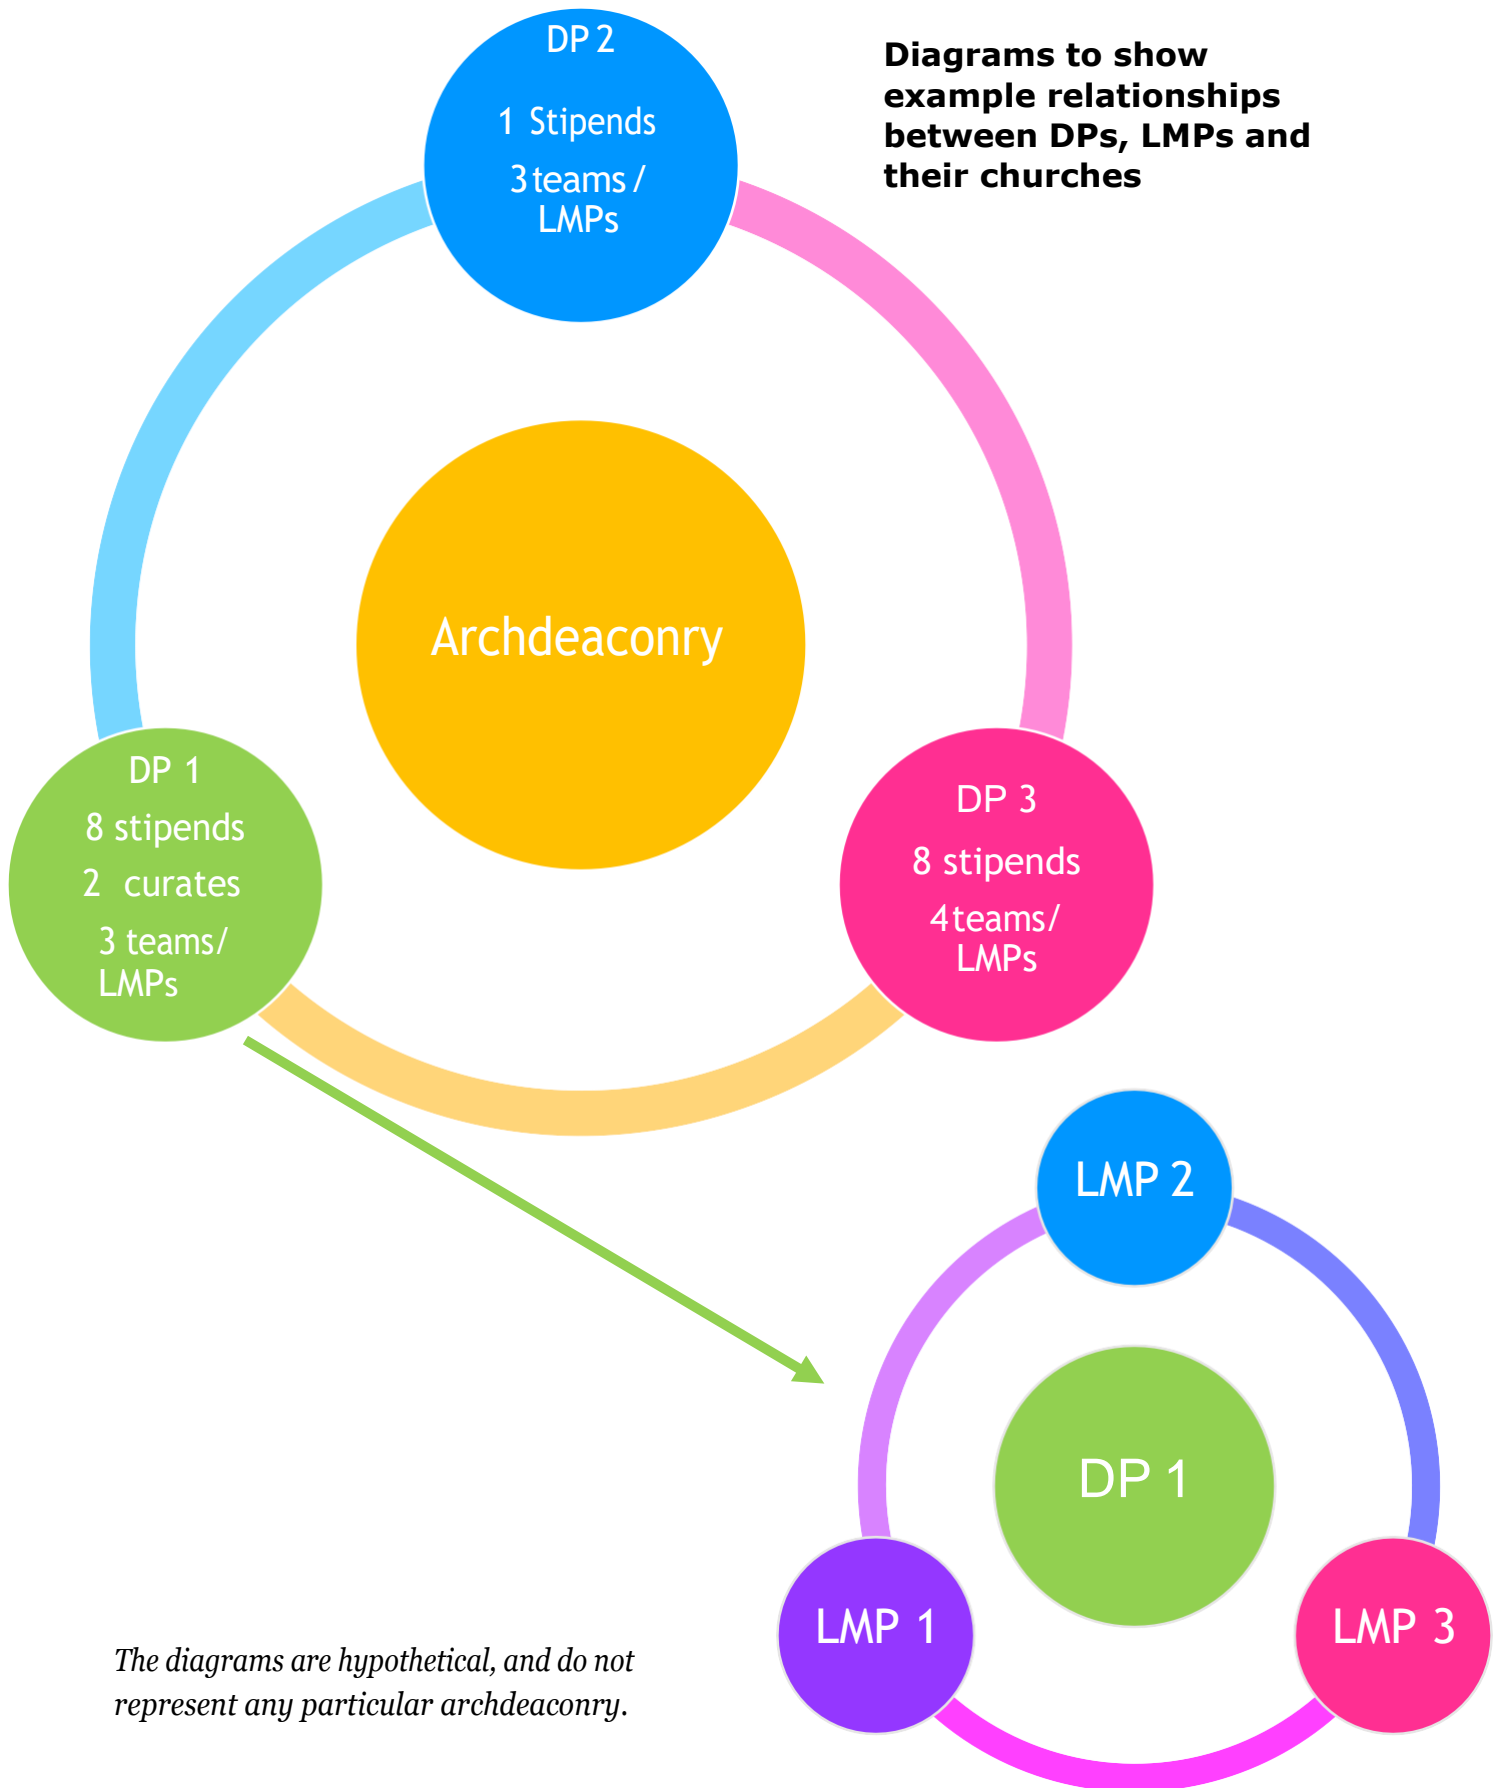 DP 2
1 Stipends
3 teams /
LMPs
Diagrams to show
example relationships
between DPs, LMPs and
their churches
Archdeaconry
DP 1
8 stipends
2 curates
3 teams/
LMPs
DP 3
8 stipends
4 teams/
LMPs
LMP 2
DP 1
LMP 1
LMP 3
The diagrams are hypothetical, and do not
represent any particular archdeaconry.